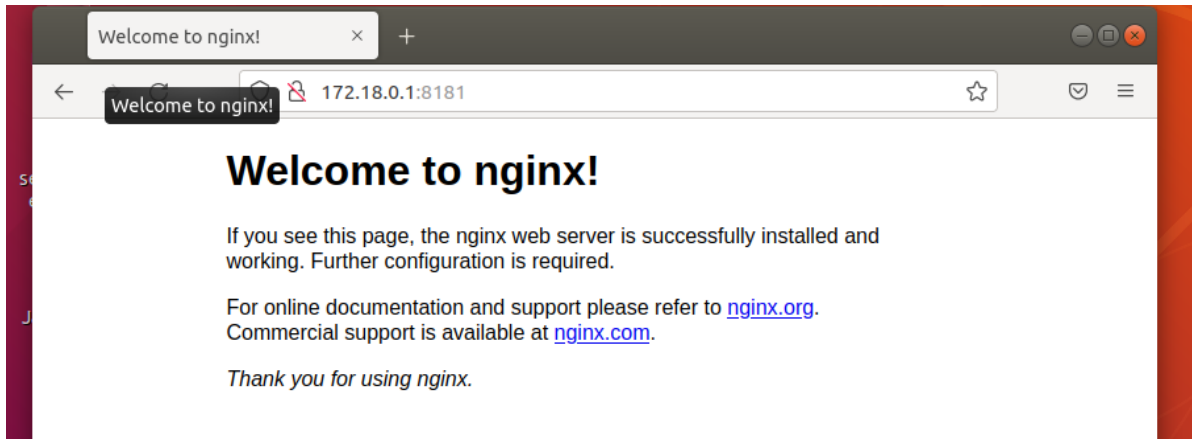 Welcome to nginx!
172.18.0.1:8181
Welcome to nginx!
Welcome to nginx!
If you see this page, the nginx web server is successfully installed and
working. Further configuration is required.
For online documentation and support please refer to nginx.org.
Commercial support is available at nginx.com.
Thank you for using nginx.